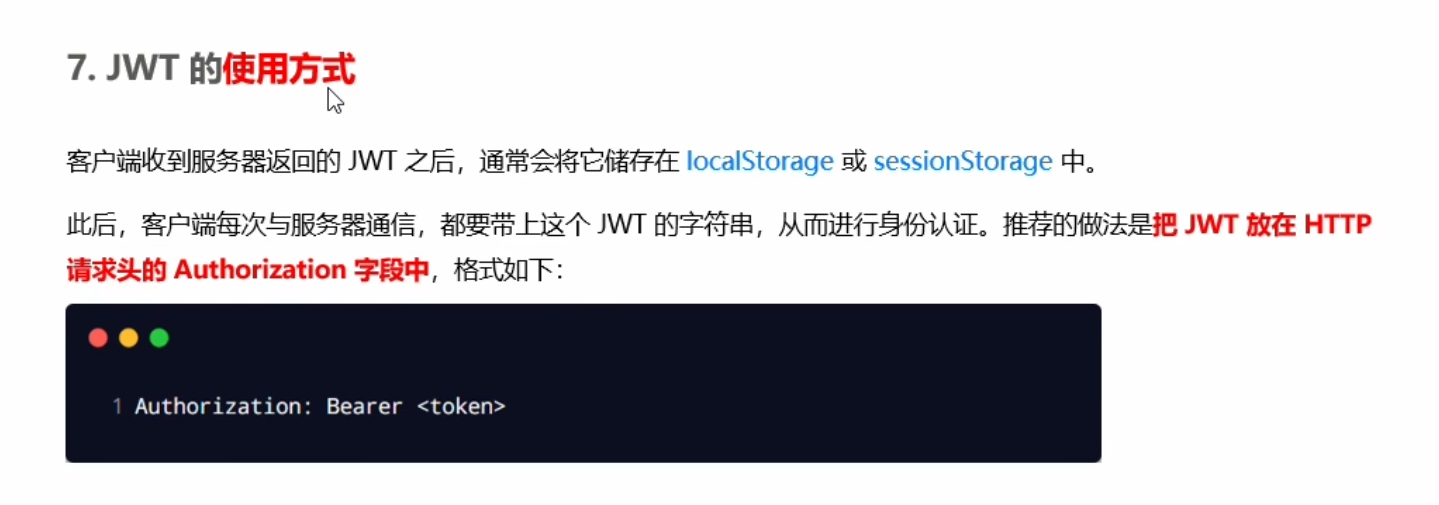 7. JWT 的使用方式
客户端收到服务器返回的 JWT 之后，通常会将它储存在 localStorage 或 sessionStorage 中。
此后，客户端每次与服务器通信，都要带上这个 JWT 的字符串，从而进行身份认证。推荐的做法是把 JWT 放在 HTTP
请求头的 Authorization 字段中，格式如下：
1 Authorization: Bearer <token>